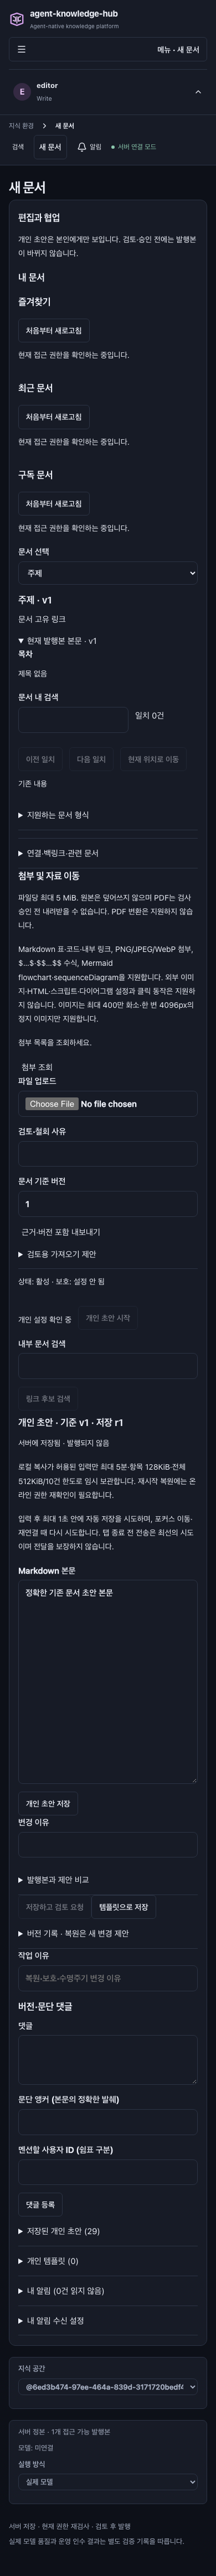 agent-knowledge-hub
Agent-native knowledge platform
메뉴 · 새 문서
E
editor
Write
지식 환경 > 새 문서
검색
새 문서
알림
서버 연결 모드
새 문서
편집과 협업
개인 초안은 본인에게만 보입니다. 검토·승인 전에는 발행본
이 바뀌지 않습니다.
내 문서
즐겨찾기
처음부터 새로고침
현재 접근 권한을 확인하는 중입니다.
최근 문서
처음부터 새로고침
현재 접근 권한을 확인하는 중입니다.
구독 문서
처음부터 새로고침
현재 접근 권한을 확인하는 중입니다.
문서 선택
주제
주제 · v1
문서 고유 링크
▼ 현재 발행본 본문 · v1
목차
제목 없음
문서 내 검색
일치 0건
이전 일치
다음 일치
현재 위치로 이동
기존 내용
▶ 지원하는 문서 형식
▶ 연결·백링크·관련 문서
첨부 및 자료 이동
파일당 최대 5 MiB. 원본은 덮어쓰지 않으며 PDF는 검사·
승인 전 내려받을 수 없습니다. PDF 변환은 지원하지 않습
니다.
Markdown 표·코드·내부 링크, PNG/JPEG/WebP 첨부,
$...$·$$...$$ 수식, Mermaid
flowchart·sequenceDiagram을 지원합니다. 외부 이미
지·HTML·스크립트·다이어그램 설정과 클릭 동작은 지원하
지 않습니다. 이미지는 최대 400만 화소·한 변 4096px의
정지 이미지만 지원합니다.
첨부 목록을 조회하세요.
첨부 조회
파일 업로드
Choose File No file chosen
검토·철회 사유
문서 기준 버전
1
근거·버전 포함 내보내기
▶ 검토용 가져오기 제안
상태: 활성 · 보호: 설정 안 됨
개인 설정 확인 중
개인 초안 시작
내부 문서 검색
링크 후보 검색
개인 초안 · 기준 v1 · 저장 r1
서버에 저장됨 · 발행되지 않음
로컬 복사가 허용된 입력만 최대 5분·항목 128KiB·전체
512KiB/10건 한도로 임시 보관합니다. 재시작 복원에는 온
라인 권한 재확인이 필요합니다.
입력 후 최대 1초 안에 자동 저장을 시도하며, 포커스 이동·
재연결 때 다시 시도합니다. 탭 종료 전 전송은 최선의 시도
이며 전달을 보장하지 않습니다.
Markdown 본문
정확한 기존 문서 초안 본문
개인 초안 저장
변경 이유
▶ 발행본과 제안 비교
저장하고 검토 요청
템플릿으로 저장
▶ 버전 기록 · 복원은 새 변경 제안
작업 이유
복원·보호·수명주기 변경 이유
버전·문단 댓글
댓글
문단 앵커 (본문의 정확한 발췌)
멘션할 사용자 ID (쉼표 구분)
댓글 등록
▶ 저장된 개인 초안 (29)
▶ 개인 템플릿 (0)
▶ 내 알림 (0건 읽지 않음)
▶ 내 알림 수신 설정
지식 공간
@6ed3b474-97ee-464a-839d-3171720bedf4
서버 정본 · 1개 접근 가능 발행본
모델: 미연결
실행 방식
실제 모델
서버 저장 · 현재 권한 재검사 · 검토 후 발행
실제 모델 품질과 운영 인수 결과는 별도 검증 기록을 따릅니다.